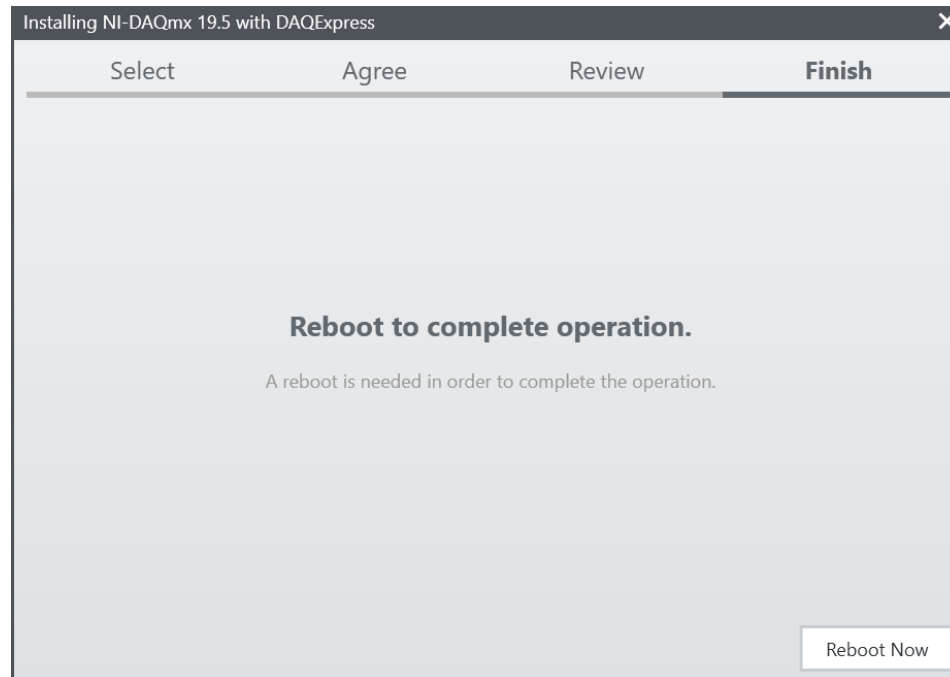 Installing NI-DAQmx 19.5 with DAQExpress
Select Agree Review Finish
Reboot to complete operation.
A reboot is needed in order to complete the operation.
Reboot Now